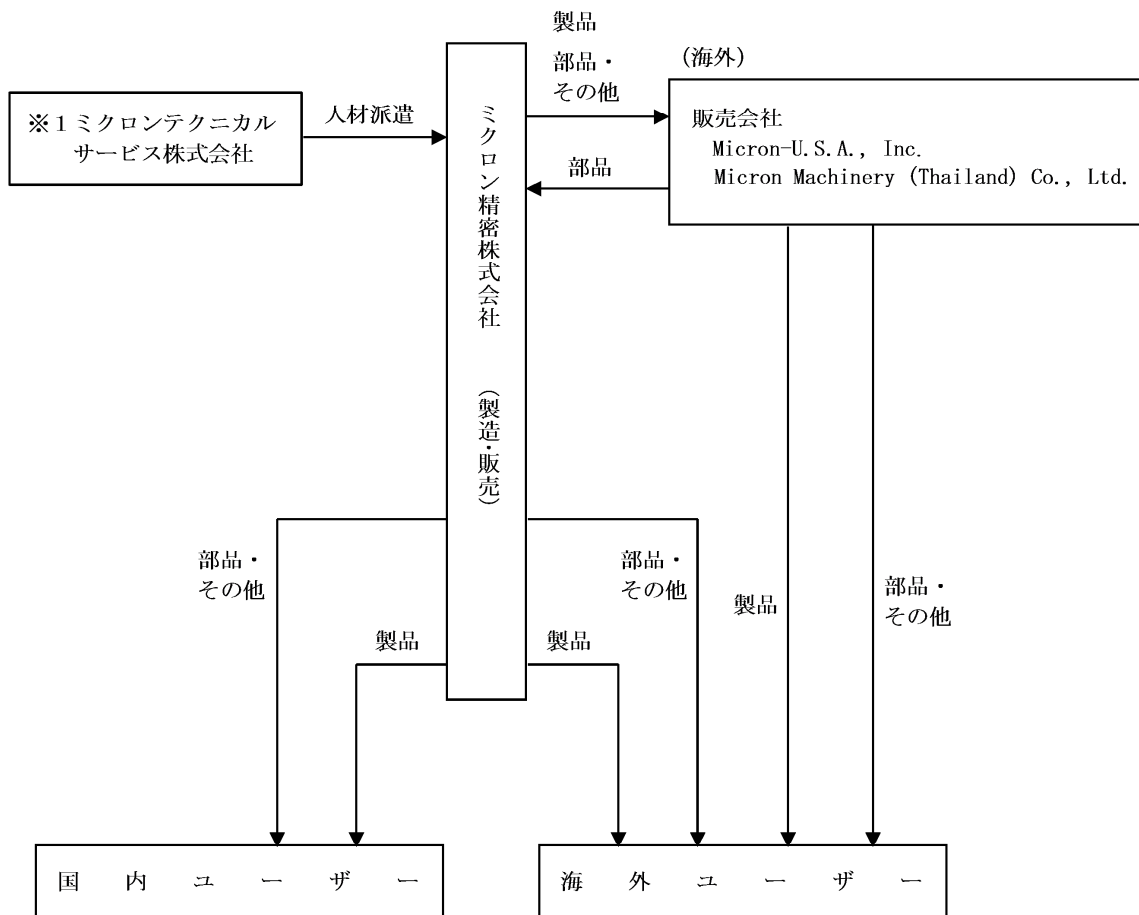 製品
部品・
その他
(海外)
※1ミクロンテクニカル
サービス株式会社
人材派遣
ミクロン精密株式会社 (製造・販売)
販売会社
Micron-U.S.A., Inc.
Micron Machinery (Thailand) Co., Ltd.
部品
部品・
その他
部品・
その他
製品
部品・
その他
製品
製品
国内ユーザー
海外ユーザー